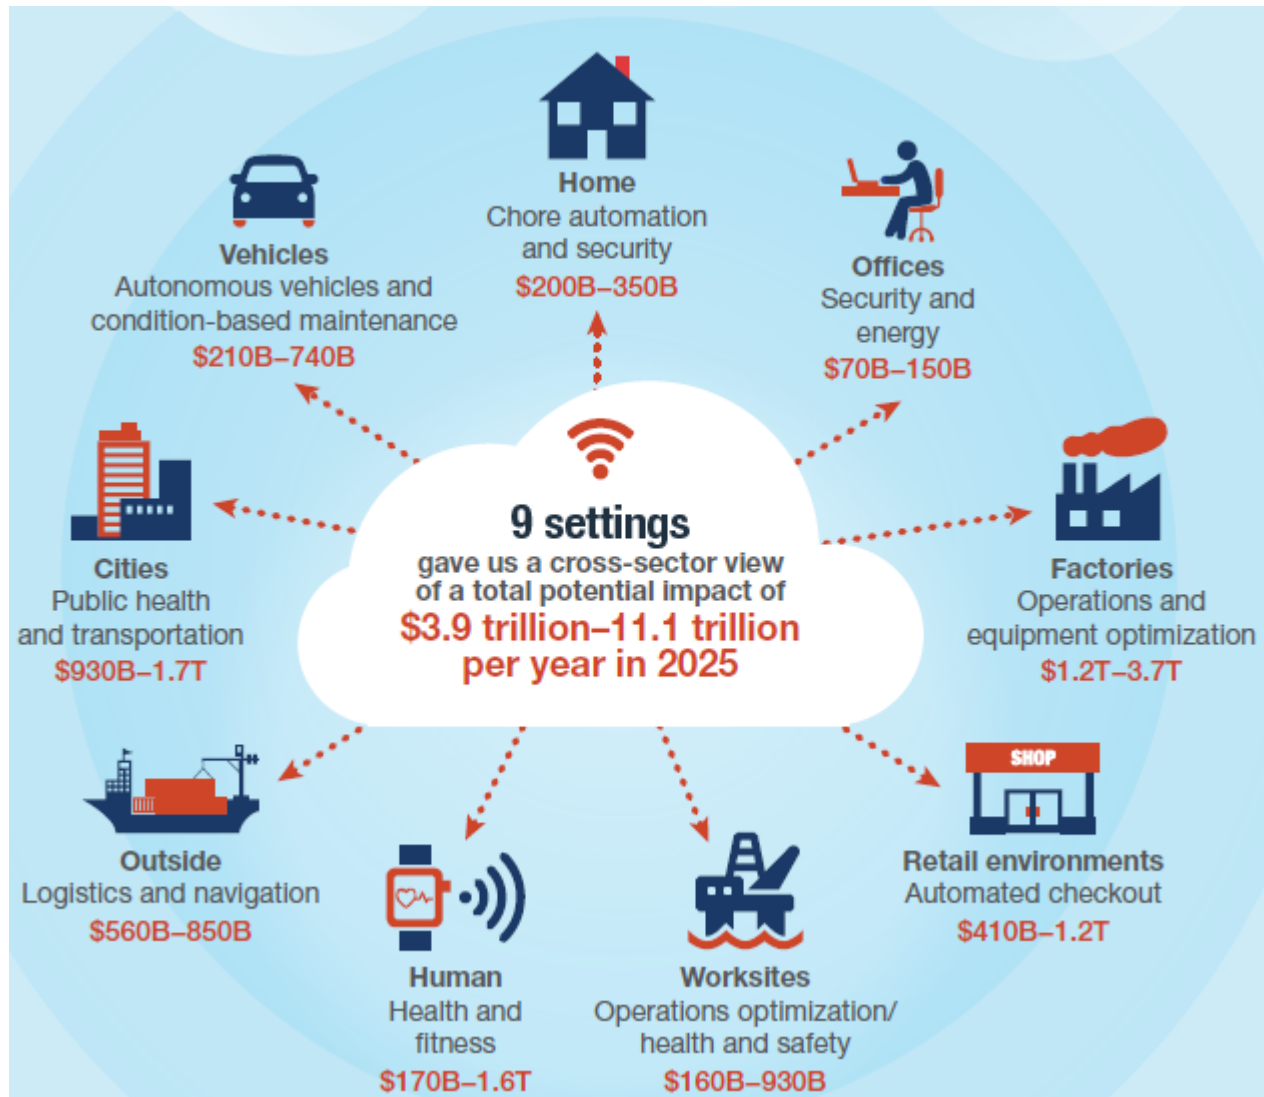 Home
Chore automation
and security
$200B–350B
Offices
Security and
energy
$70B–150B
Vehicles
Autonomous vehicles and
condition-based maintenance
$210B–740B
9 settings
gave us a cross-sector view
of a total potential impact of
$3.9 trillion–11.1 trillion
per year in 2025
Cities
Public health
and transportation
$930B–1.7T
Factories
Operations and
equipment optimization
$1.2T–3.7T
Outside
Logistics and navigation
$560B–850B
SHOP
Retail environments
Automated checkout
$410B–1.2T
Human
Health and
fitness
$170B–1.6T
Worksites
Operations optimization/
health and safety
$160B–930B